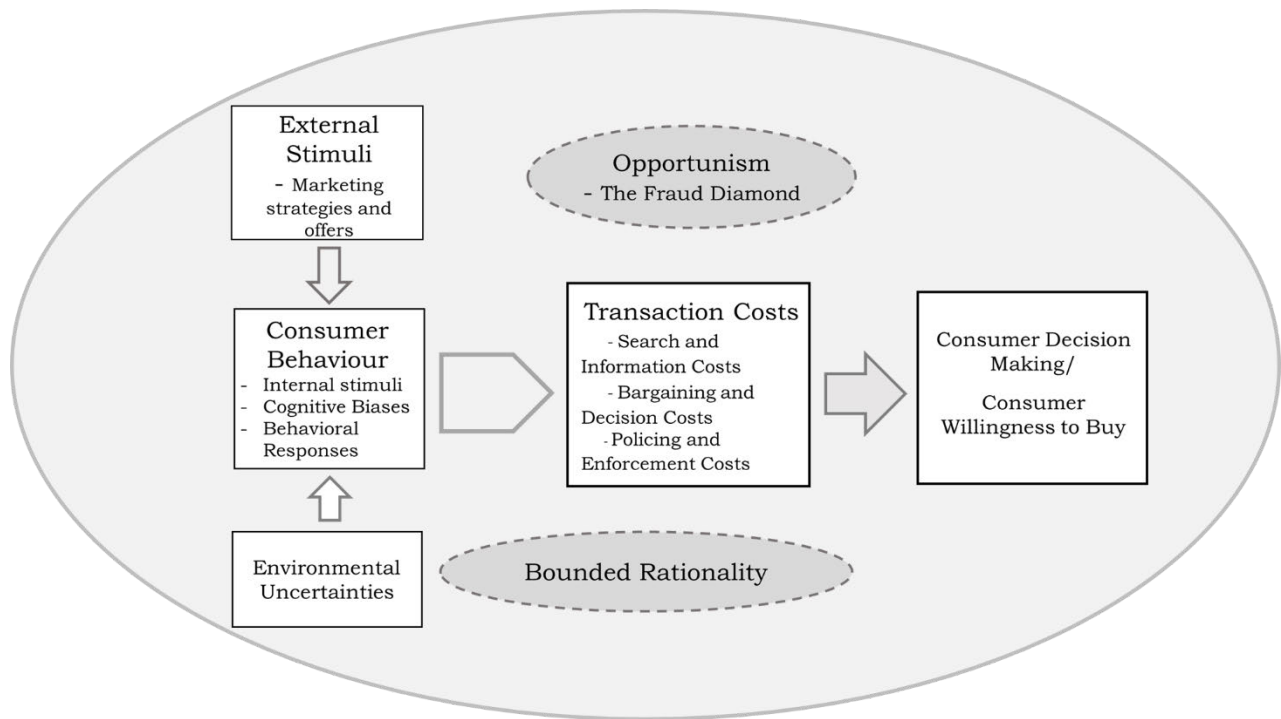 External
Stimuli
- Marketing
strategies and
offers
Opportunism
- The Fraud Diamond
Consumer
Behaviour
- Internal stimuli
- Cognitive Biases
- Behavioral
Responses
Transaction Costs
- Search and
Information Costs
- Bargaining and
Decision Costs
- Policing and
Enforcement Costs
Consumer Decision
Making/
Consumer
Willingness to Buy
Environmental
Uncertainties
Bounded Rationality